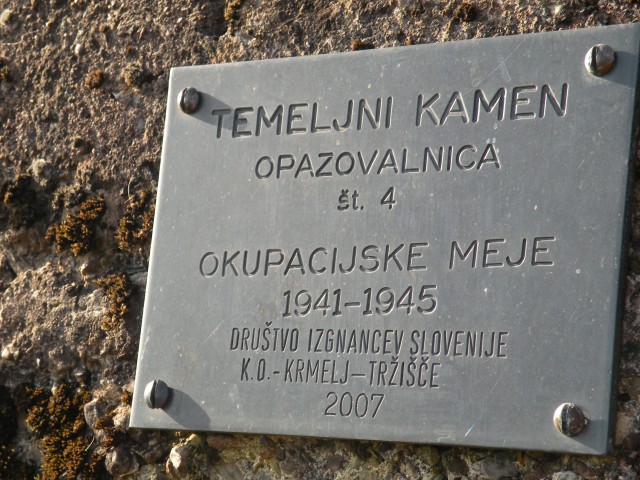 TEMELJNI KAMEN
OPAZOVALNICA
št. 4
OKUPACIJSKE MEJE
1941-1945
DRUŠTVO IZGNANCEV SLOVENIJE
K.O.-KRMELJ-TRŽIŠČE
2007